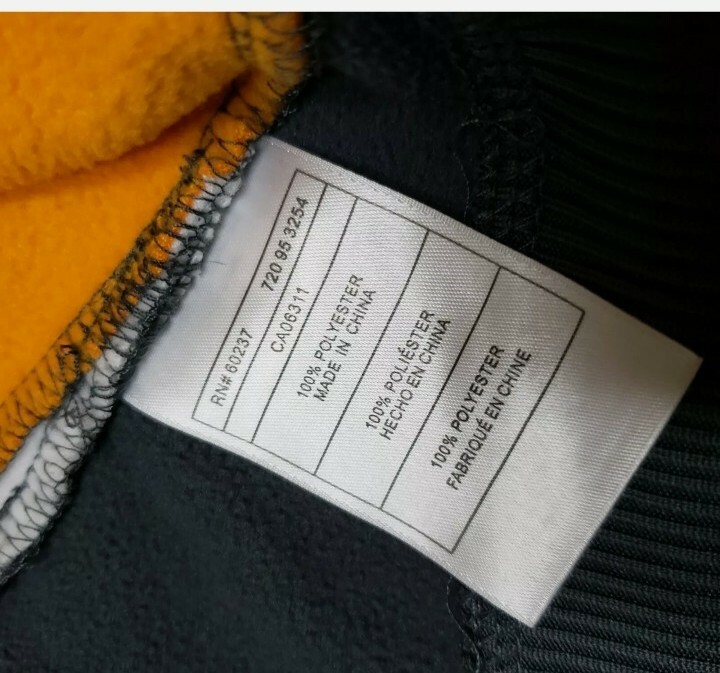 RN# 60237 720 95 3254
CA06311
100% POLYESTER
MADE IN CHINA
100% POLIÉSTER
HECHO EN CHINA
100% POLYESTER
FABRIQUÉ EN CHINE